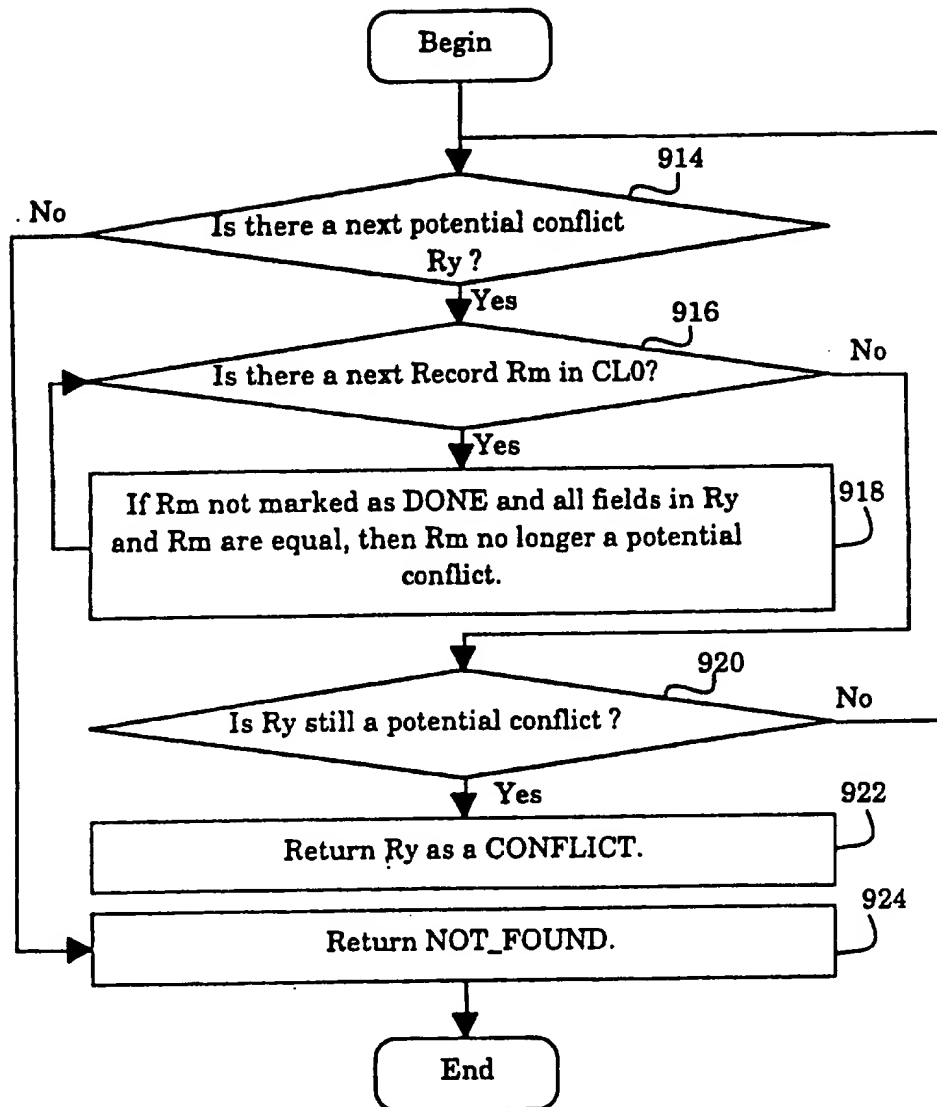 Begin
914
No
Is there a next potential conflict
Ry ?
Yes
916
No
Is there a next Record Rm in CL0?
Yes
If Rm not marked as DONE and all fields in Ry
and Rm are equal, then Rm no longer a potential
conflict.
918
920
No
Is Ry still a potential conflict ?
Yes
922
Return Ry as a CONFLICT.
924
Return NOT_FOUND.
End